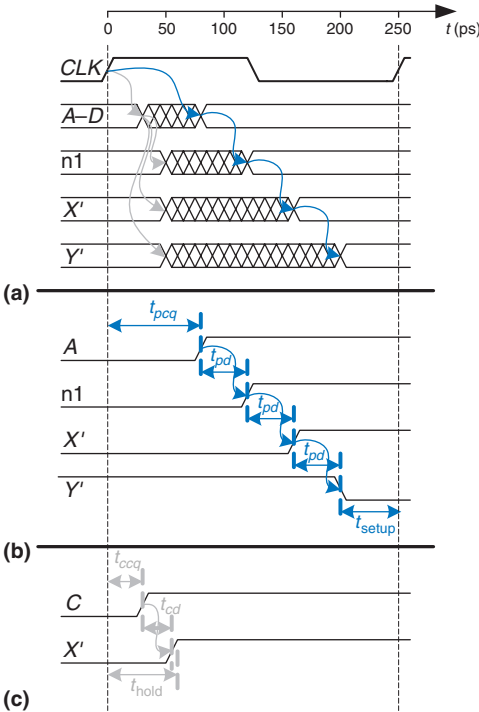 0 50 100 150 200 250 t (ps)
CLK
A–D
n1
X'
Y'
(a)
t_pcq
A
t_pd
n1
t_pd
X'
t_pd
Y'
t_setup
(b)
t_ccq
C
t_cd
X'
t_hold
(c)